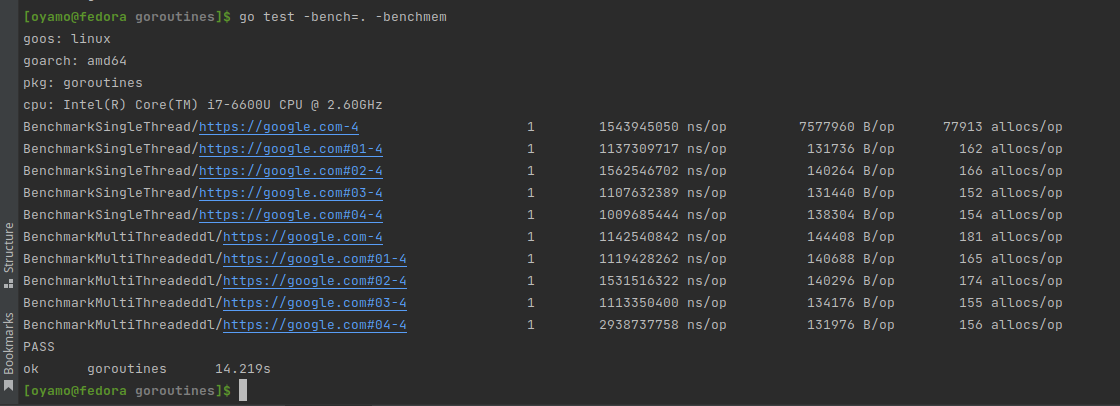 [oyamo@fedora goroutines]$ go test -bench=. -benchmem
goos: linux
goarch: amd64
pkg: goroutines
cpu: Intel(R) Core(TM) i7-6600U CPU @ 2.60GHz
BenchmarkSingleThread/https://google.com-4 1 1543945050 ns/op 7577960 B/op 77913 allocs/op
BenchmarkSingleThread/https://google.com#01-4 1 1137309717 ns/op 131736 B/op 162 allocs/op
BenchmarkSingleThread/https://google.com#02-4 1 1562546702 ns/op 140264 B/op 166 allocs/op
BenchmarkSingleThread/https://google.com#03-4 1 1107632389 ns/op 131440 B/op 152 allocs/op
BenchmarkSingleThread/https://google.com#04-4 1 1009685444 ns/op 138304 B/op 154 allocs/op
BenchmarkMultiThreadeddl/https://google.com-4 1 1142540842 ns/op 144408 B/op 181 allocs/op
BenchmarkMultiThreadeddl/https://google.com#01-4 1 1119428262 ns/op 140688 B/op 165 allocs/op
BenchmarkMultiThreadeddl/https://google.com#02-4 1 1531516322 ns/op 140296 B/op 174 allocs/op
BenchmarkMultiThreadeddl/https://google.com#03-4 1 1113350400 ns/op 134176 B/op 155 allocs/op
BenchmarkMultiThreadeddl/https://google.com#04-4 1 2938737758 ns/op 131976 B/op 156 allocs/op
PASS
ok goroutines 14.219s
[oyamo@fedora goroutines]$
Structure
Bookmarks